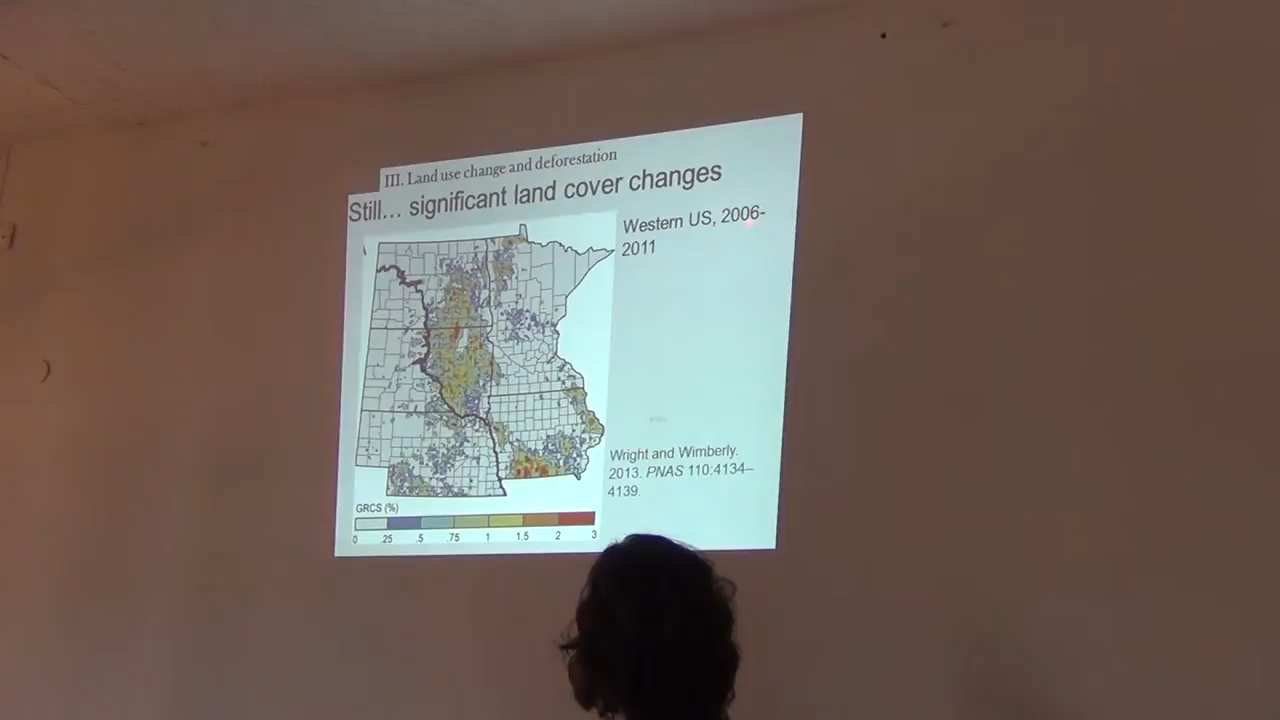 III. Land use change and deforestation
Still... significant land cover changes
Western US, 2006-
2011
Wright and Wimberly.
2013. PNAS 110:4134–
4139.
GRCS (%)
0 .25 .5 .75 1 1.5 2 3